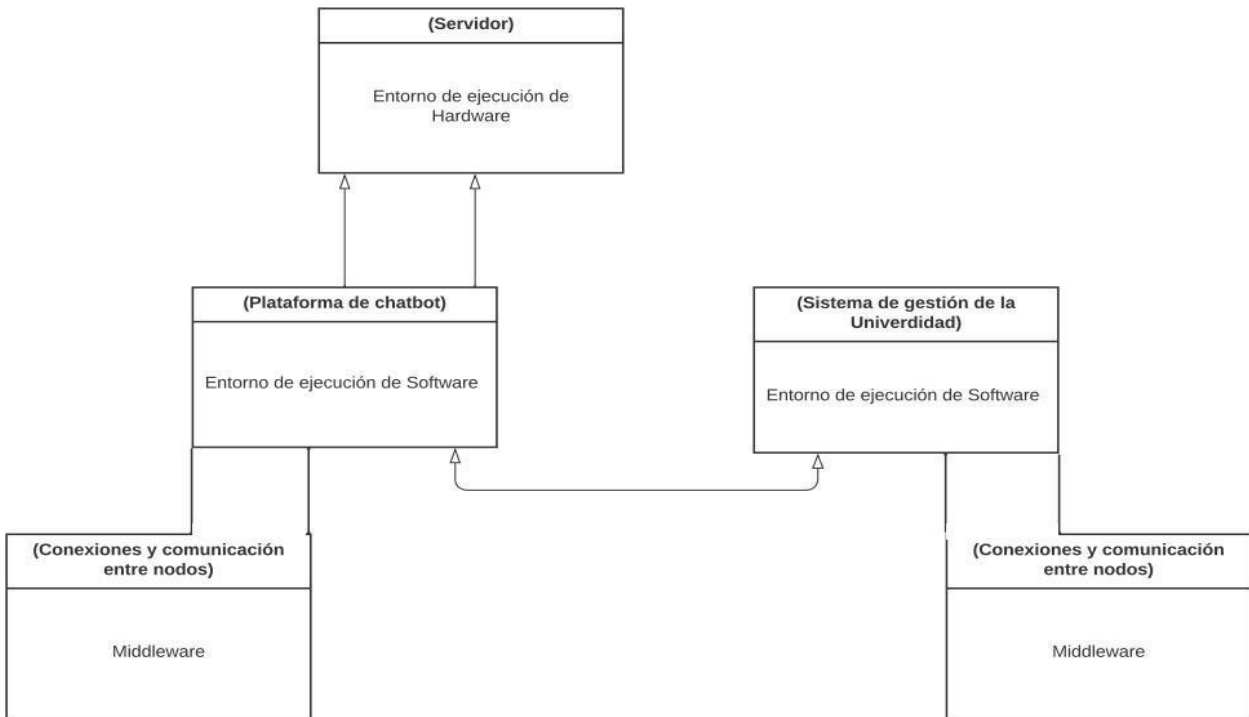 (Servidor)
Entorno de ejecución de
Hardware
(Plataforma de chatbot)
Entorno de ejecución de Software
(Sistema de gestión de la
Univerdidad)
Entorno de ejecución de Software
(Conexiones y comunicación
entre nodos)
Middleware
(Conexiones y comunicación
entre nodos)
Middleware